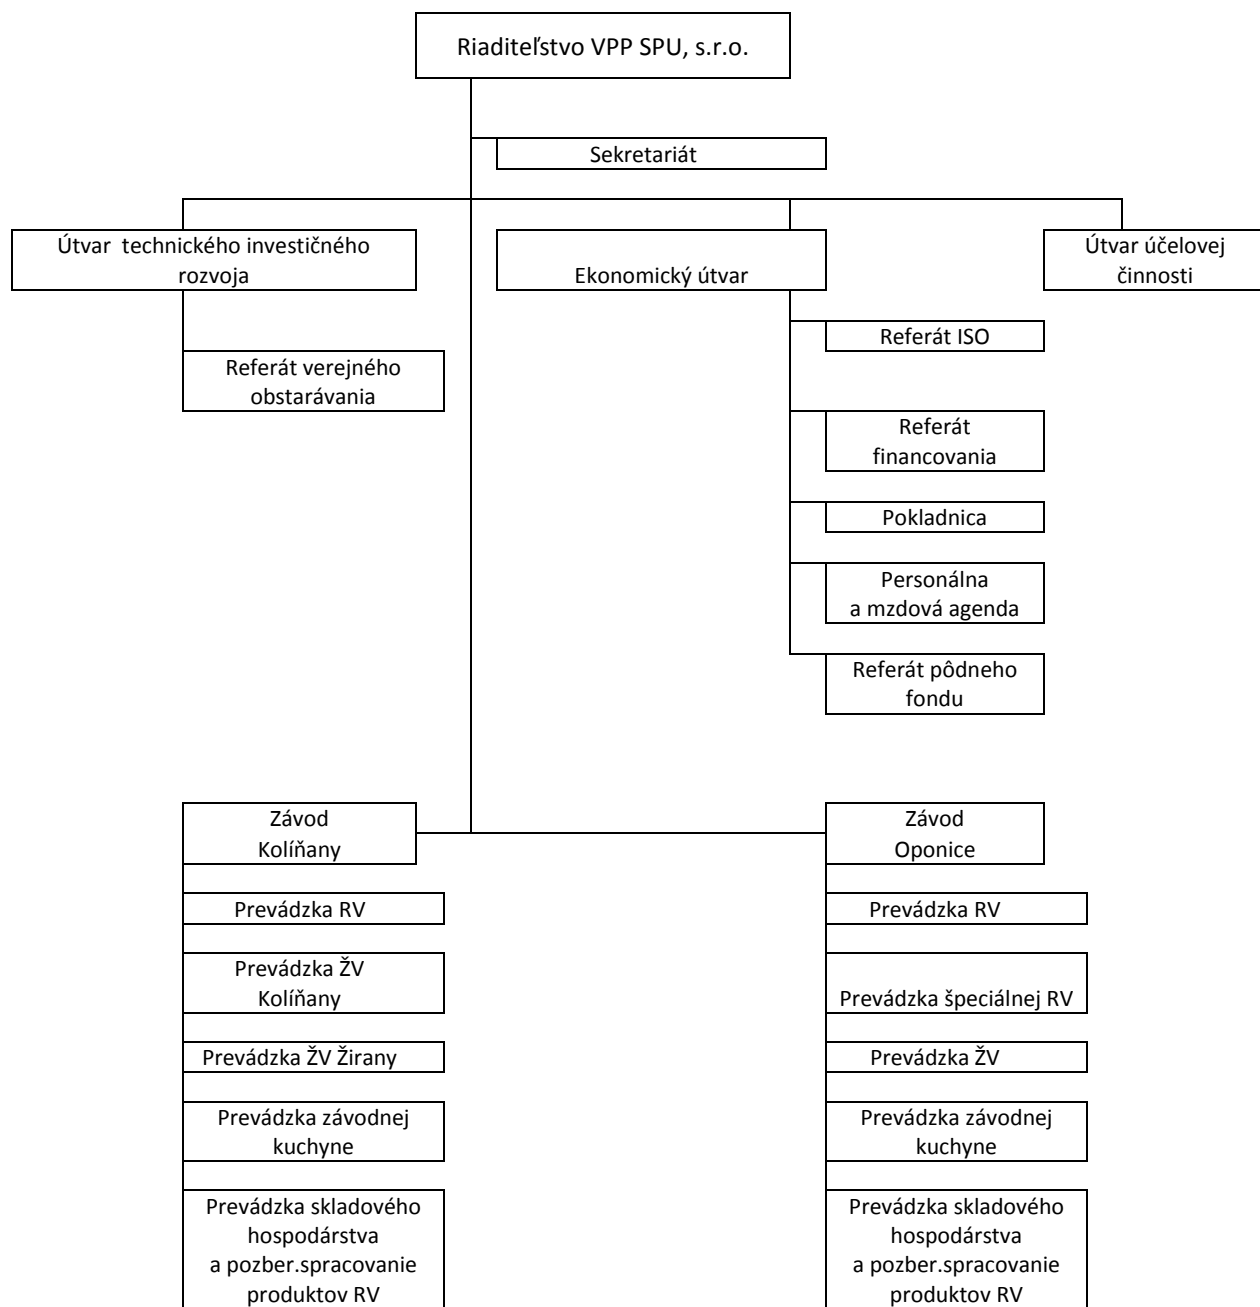 Riaditeľstvo VPP SPU, s.r.o.
Sekretariát
Útvar technického investičného
rozvoja
Ekonomický útvar
Útvar účelovej
činnosti
Referát ISO
Referát verejného
obstarávania
Referát
financovania
Pokladnica
Personálna
a mzdová agenda
Referát pôdneho
fondu
Závod
Kolíňany
Prevádzka RV
Prevádzka ŽV
Kolíňany
Prevádzka ŽV Žirany
Prevádzka závodnej
kuchyne
Prevádzka skladového
hospodárstva
a pozber.spracovanie
produktov RV
Závod
Oponice
Prevádzka RV
Prevádzka špeciálnej RV
Prevádzka ŽV
Prevádzka závodnej
kuchyne
Prevádzka skladového
hospodárstva
a pozber.spracovanie
produktov RV